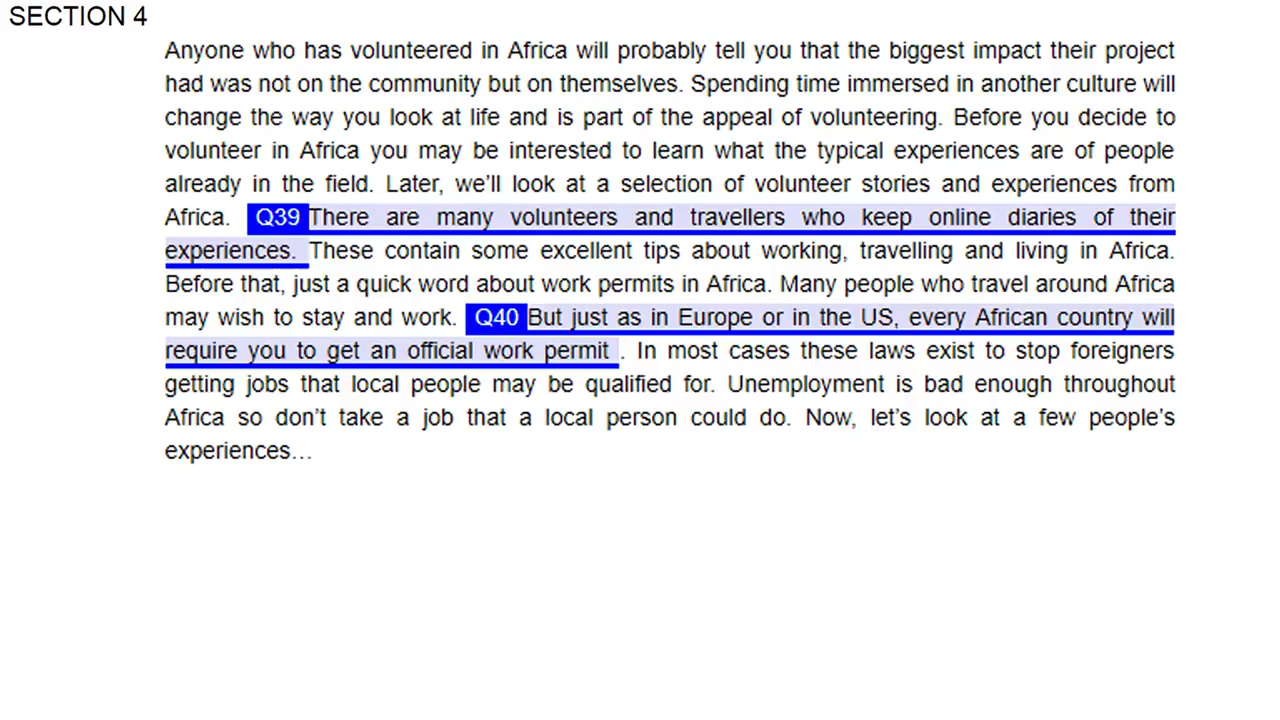 SECTION 4
Anyone who has volunteered in Africa will probably tell you that the biggest impact their project
had was not on the community but on themselves. Spending time immersed in another culture will
change the way you look at life and is part of the appeal of volunteering. Before you decide to
volunteer in Africa you may be interested to learn what the typical experiences are of people
already in the field. Later, we’ll look at a selection of volunteer stories and experiences from
Africa. Q39 There are many volunteers and travellers who keep online diaries of their
experiences. These contain some excellent tips about working, travelling and living in Africa.
Before that, just a quick word about work permits in Africa. Many people who travel around Africa
may wish to stay and work. Q40 But just as in Europe or in the US, every African country will
require you to get an official work permit . In most cases these laws exist to stop foreigners
getting jobs that local people may be qualified for. Unemployment is bad enough throughout
Africa so don’t take a job that a local person could do. Now, let’s look at a few people’s
experiences…